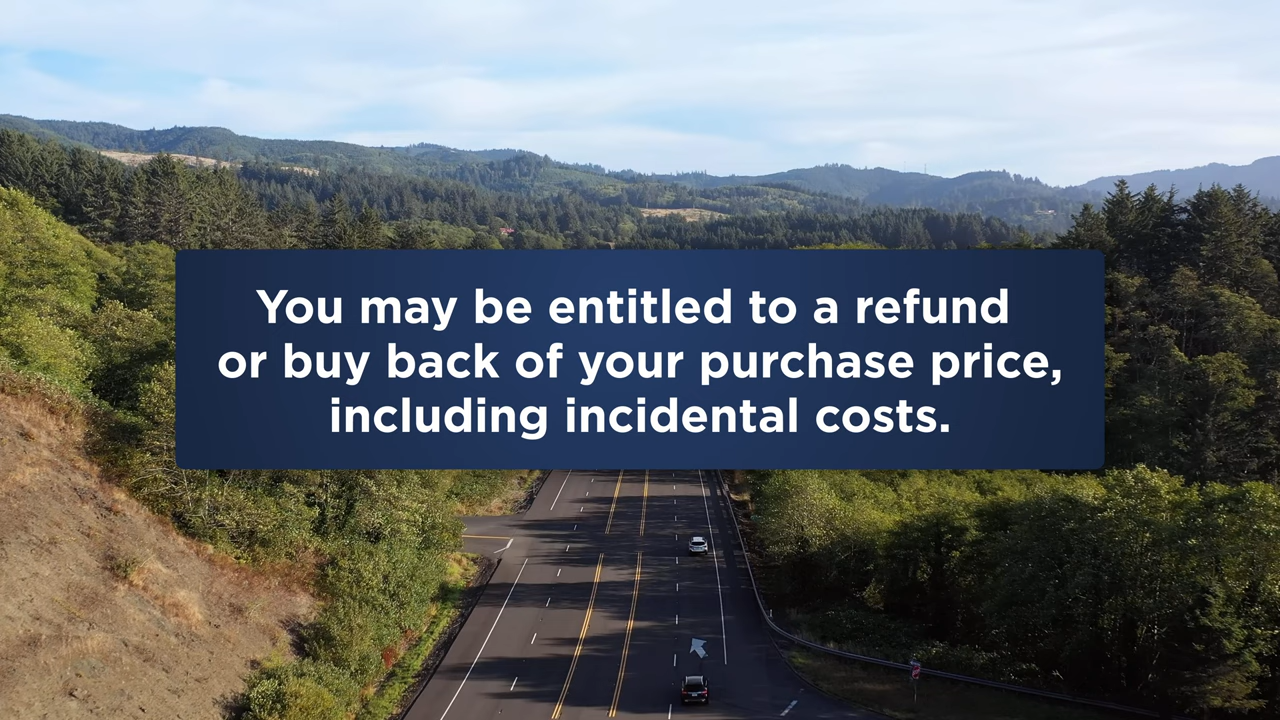 You may be entitled to a refund
or buy back of your purchase price,
including incidental costs.